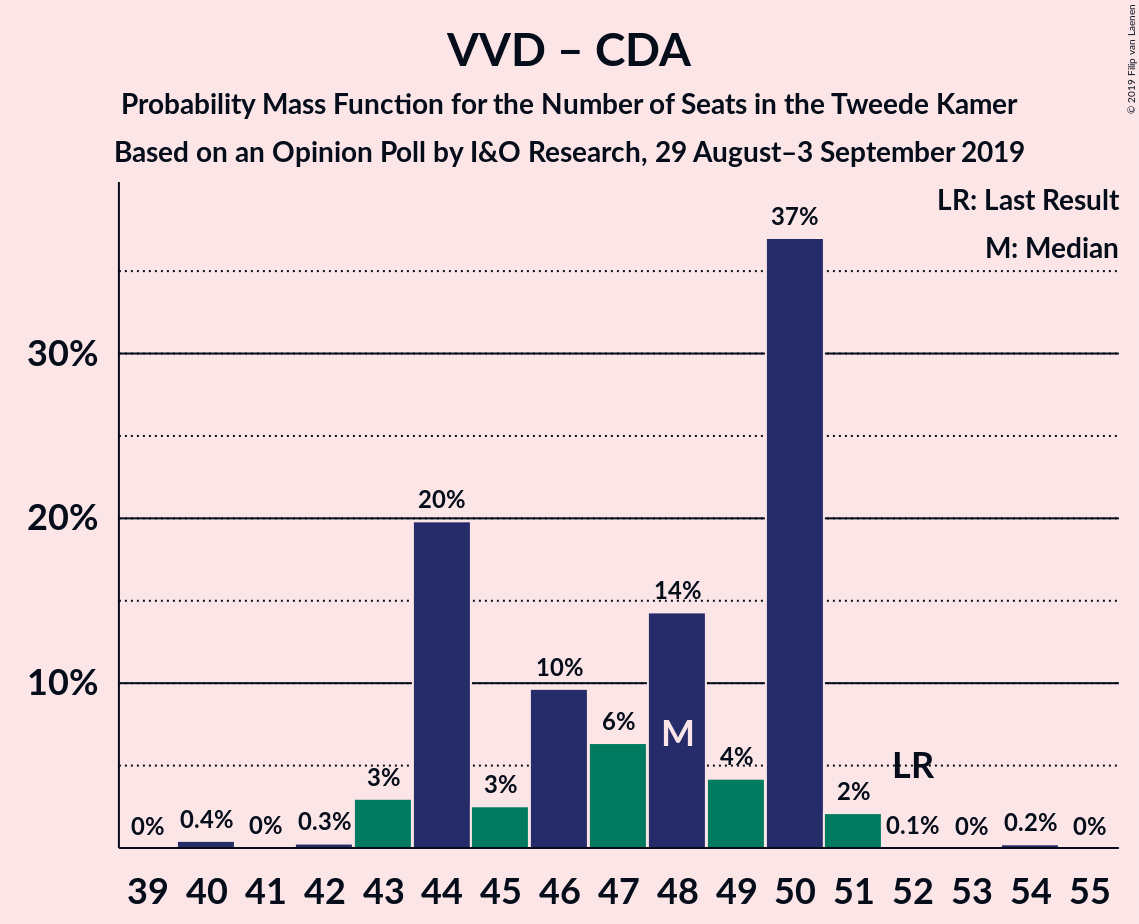 VVD – CDA
Probability Mass Function for the Number of Seats in the Tweede Kamer
Based on an Opinion Poll by I&O Research, 29 August–3 September 2019
© 2019 Filip van Laenen
LR: Last Result
M: Median
30%
20%
10%
0%
0.4%
0%
0.3%
3%
20%
3%
10%
6%
14%
4%
37%
2%
0.1%
0%
0.2%
0%
M
LR
39 40 41 42 43 44 45 46 47 48 49 50 51 52 53 54 55